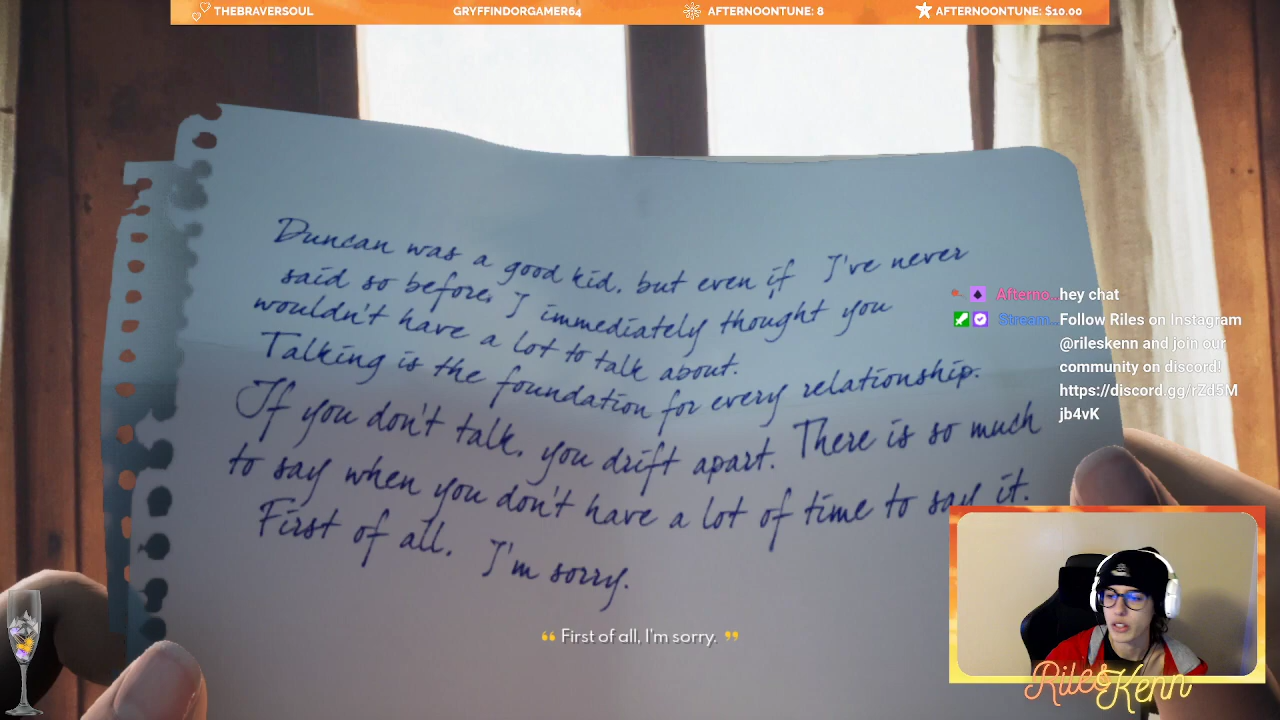 THEBRAVERSOUL
GRYFFINDORGAMER64
AFTERNOONTUNE: 8
AFTERNOONTUNE: $10.00
Duncan was a good kid, but even if I've never
said so before, I immediately thought you
wouldn't have a lot to talk about.
Talking is the foundation for every relationship.
If you don't talk, you drift apart. There is so much
to say when you don't have a lot of time to say it.
First of all, I'm sorry.
Afterno... hey chat
Stream... Follow Riles on Instagram
@rileskenn and join our
community on discord!
https://discord.gg/rZd5M
jb4vK
“ First of all, I'm sorry. ”
Riles Kenn